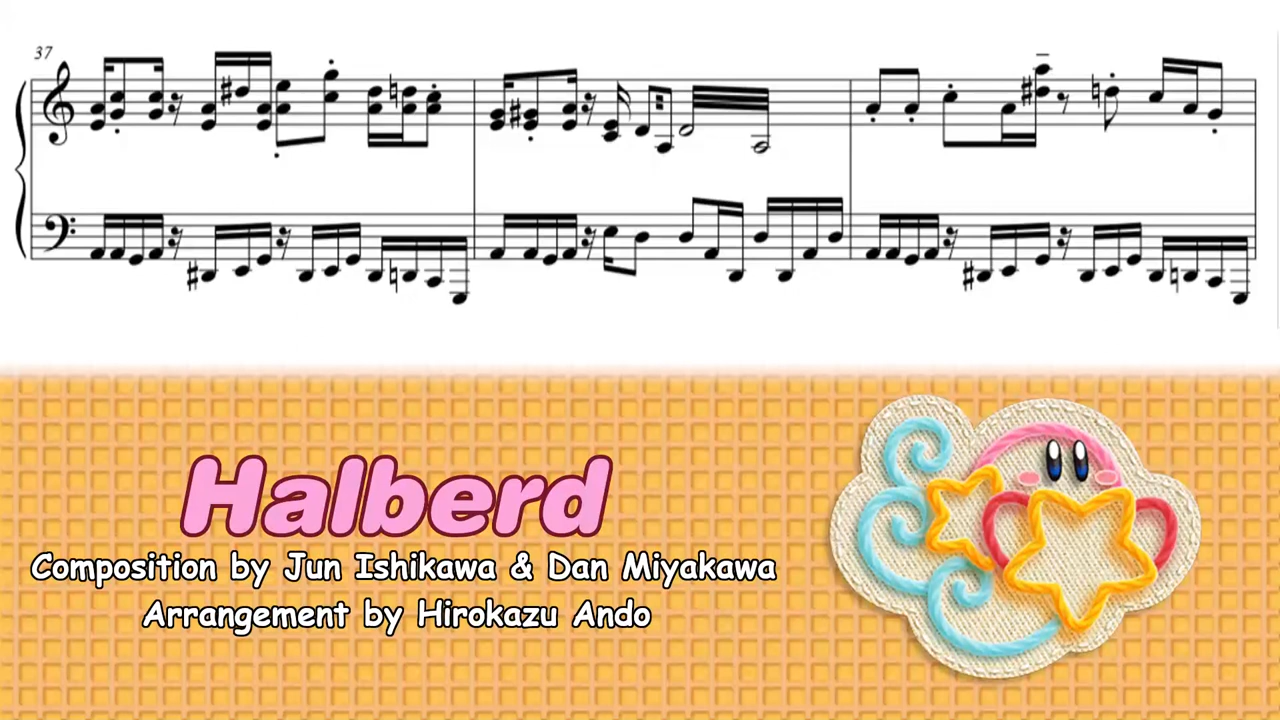 37
Halberd
Composition by Jun Ishikawa & Dan Miyakawa
Arrangement by Hirokazu Ando